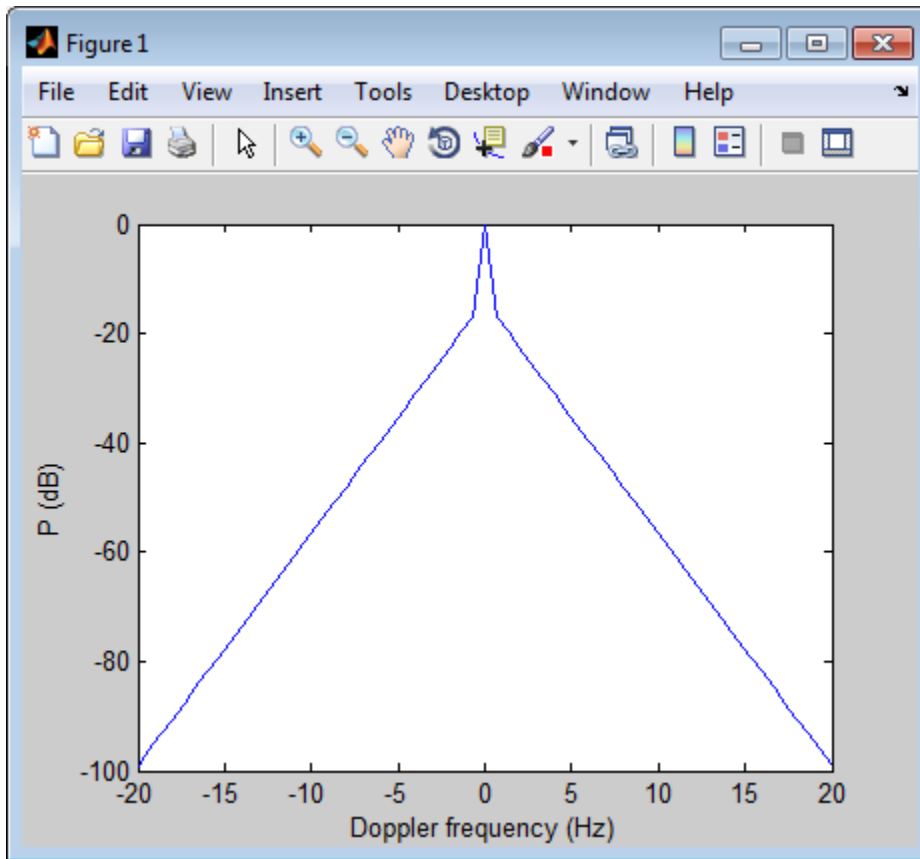 Figure 1
File Edit View Insert Tools Desktop Window Help
0
-20
-40
-60
-80
-100
P (dB)
-20 -15 -10 -5 0 5 10 15 20
Doppler frequency (Hz)